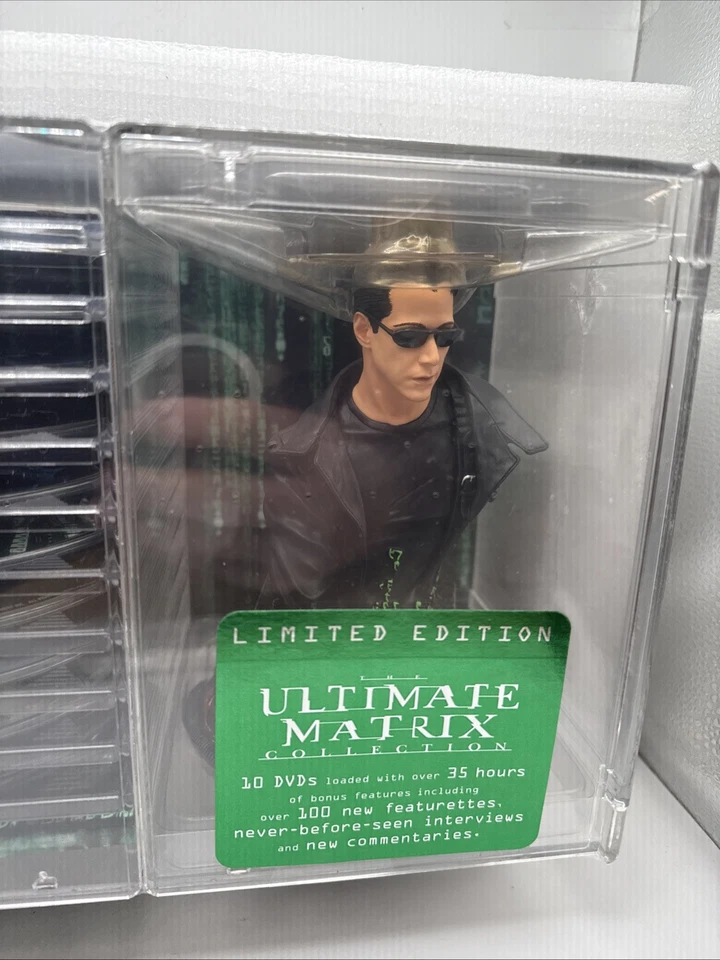 LIMITED EDITION
THE
ULTIMATE
MATRIX
COLLECTION
10 DVDs loaded with over 35 hours
of bonus features including
over 100 new featurettes,
never-before-seen interviews
and new commentaries.